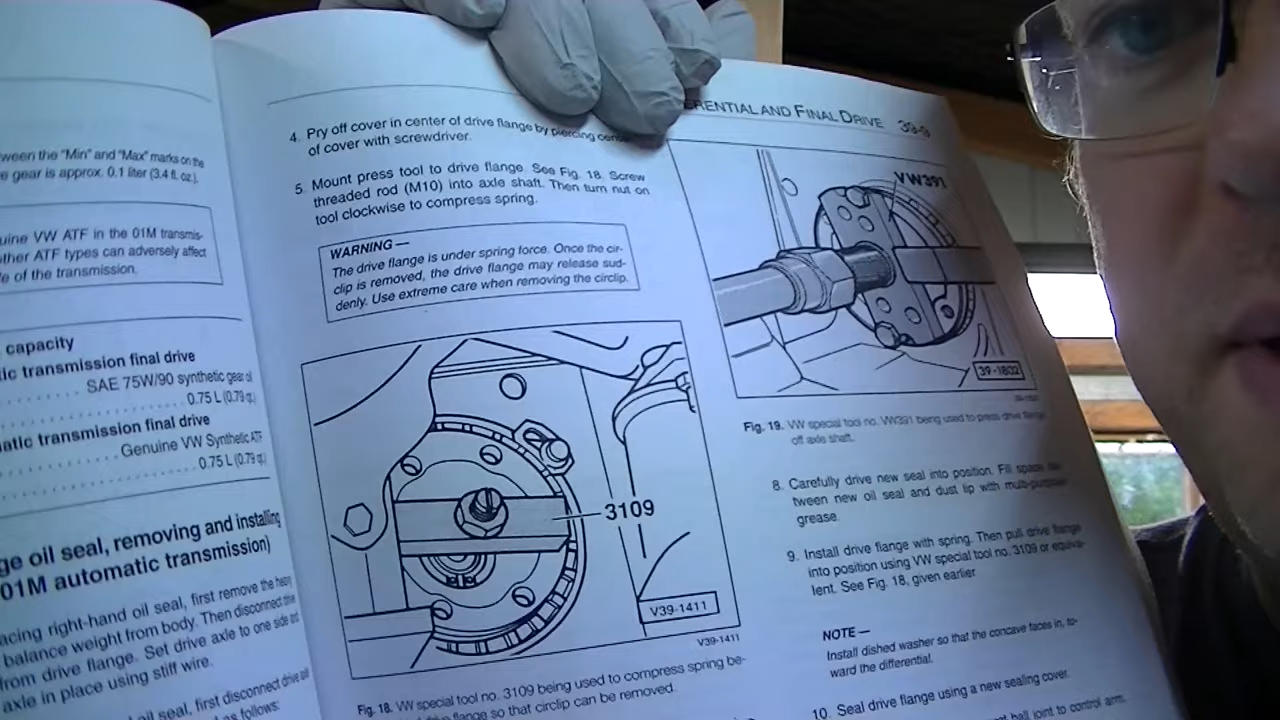 ween the "Min" and "Max" marks on the
e gear is approx. 0.1 liter (3.4 fl. oz.).
uine VW ATF in the 01M transmis-
ther ATF types can adversely affect
e of the transmission.
capacity
tic transmission final drive
SAE 75W/90 synthetic gear oil
0.75 L (0.79 qt.)
matic transmission final drive
Genuine VW Synthetic ATF
0.75 L (0.79 qt.)
ge oil seal, removing and installing
01M automatic transmission)
acing right-hand oil seal, first remove the heavy
balance weight from body. Then disconnect drive
from drive flange. Set drive axle to one side and
axle in place using stiff wire.
oil seal, first disconnect drive
as follows:
4. Pry off cover in center of drive flange by piercing
of cover with screwdriver.
5. Mount press tool to drive flange. See Fig. 18. Screw
threaded rod (M10) into axle shaft. Then turn nut on
tool clockwise to compress spring.
WARNING —
The drive flange is under spring force. Once the cir-
clip is removed, the drive flange may release sud-
denly. Use extreme care when removing the circlip.
3109
V39-1411
V39-1411
Fig. 18. VW special tool no. 3109 being used to compress spring be-
drive flange so that circlip can be removed.
ERENTIAL AND FINAL DRIVE 39-9
VW391
39-1802
Fig. 19. VW special tool no. VW391 being used to press drive flange
off axle shaft.
8. Carefully drive new seal into position. Fill space
tween new oil seal and dust lip with multi-purpose
grease.
9. Install drive flange with spring. Then pull drive flange
into position using VW special tool no. 3109 or equiva-
lent. See Fig. 18, given earlier.
NOTE —
Install dished washer so that the concave faces in, to-
ward the differential.
10. Seal drive flange using a new sealing cover.
ball joint to control arm.